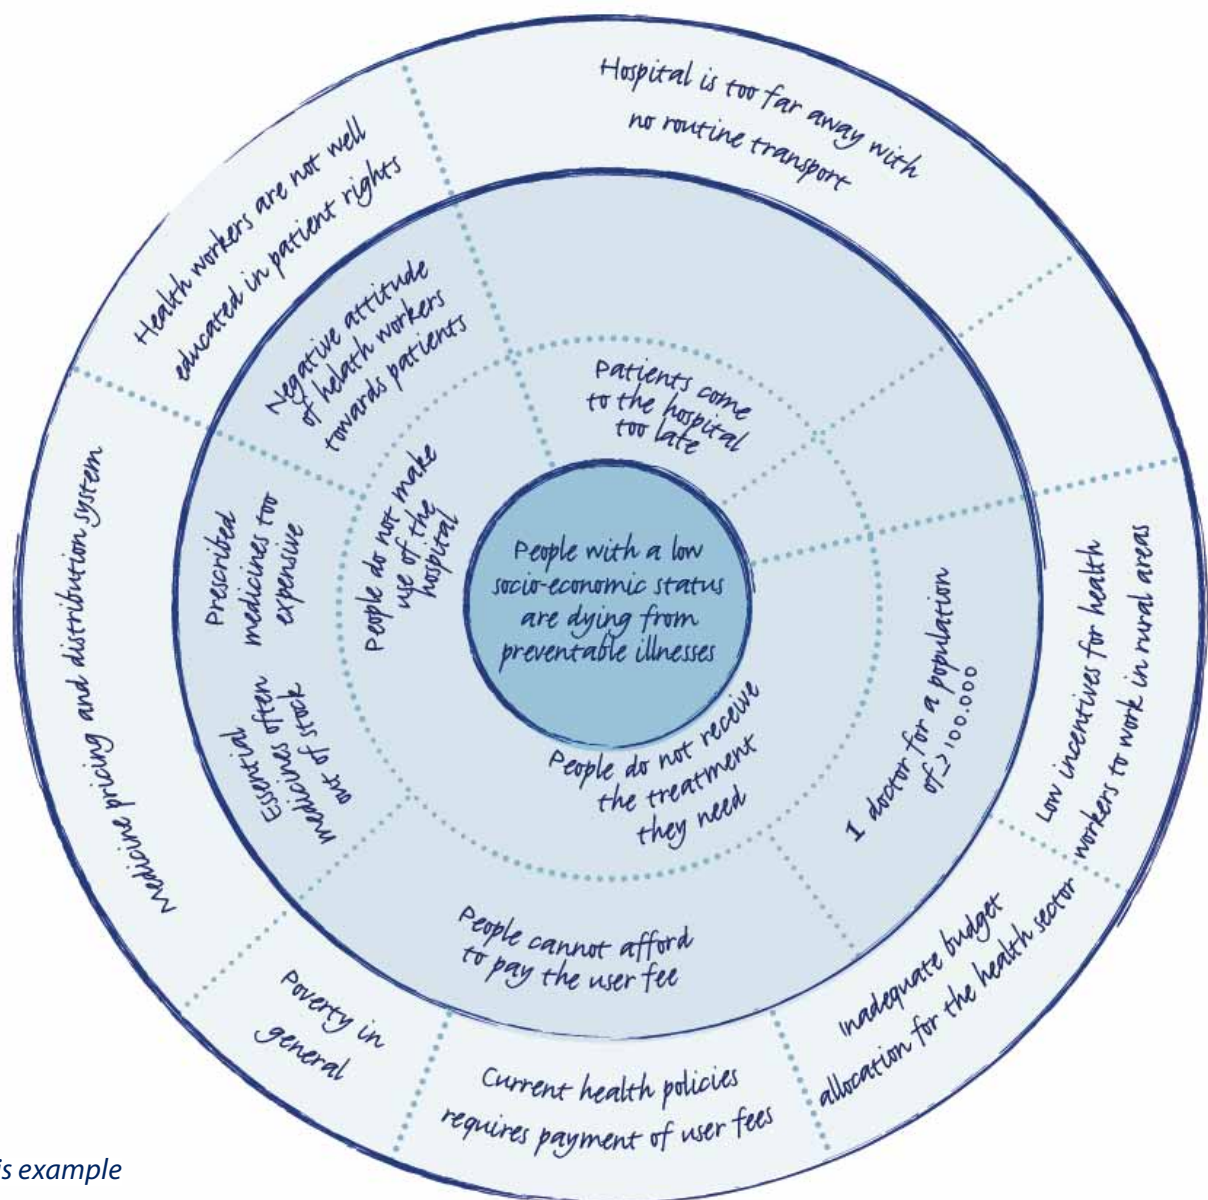 Hospital is too far away with
no routine transport
Health workers are not well
educated in patient rights
Negative attitude
of helath workers
towards patients
Patients come
to the hospital
too late
People do not make
use of the
hospital
Prescribed
medicines too
expensive
Essential
medicines often
out of stock
Medicine pricing and distribution system
People with a low
socio-economic status
are dying from
preventable illnesses
People do not receive
the treatment
they need
1 doctor for a population
of ≥100.000
Low incentives for health
workers to work in rural areas
Inadequate budget
allocation for the health sector
People cannot afford
to pay the user fee
Poverty in
general
Current health policies
requires payment of user fees
is example